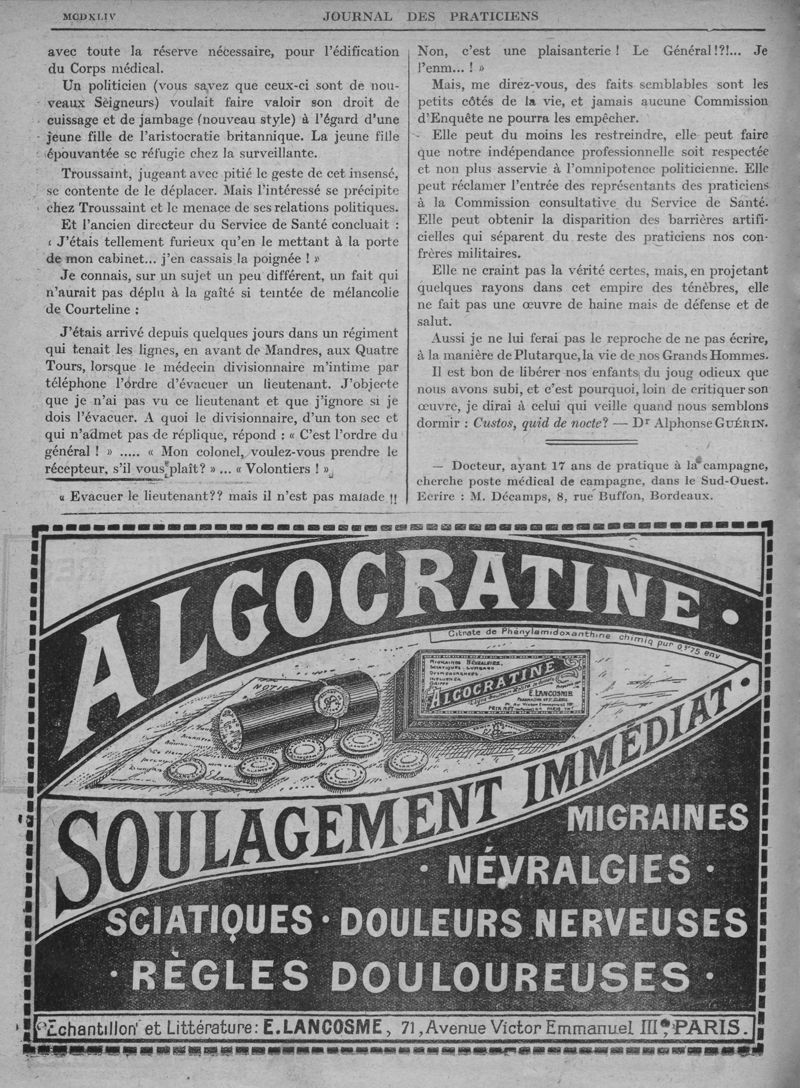 MCDXLIV
JOURNAL DES PRATICIENS
avec toute la réserve nécessaire, pour l'édification
du Corps médical.
Un politicien (vous savez que ceux-ci sont de nou-
veaux Seigneurs) voulait faire valoir son droit de
cuissage et de jambage (nouveau style) à l'égard d'une
jeune fille de l'aristocratie britannique. La jeune fille
épouvantée se réfugie chez la surveillante.
Troussaint, jugeant avec pitié le geste de cet insensé,
se contente de le déplacer. Mais l'intéressé se précipite
chez Troussaint et le menace de ses relations politiques.
Et l'ancien directeur du Service de Santé concluait :
« J'étais tellement furieux qu'en le mettant à la porte
de mon cabinet... j'en cassais la poignée ! »
Je connais, sur un sujet un peu différent, un fait qui
n'aurait pas déplu à la gaîté si teintée de mélancolie
de Courteline :
J'étais arrivé depuis quelques jours dans un régiment
qui tenait les lignes, en avant de Mandres, aux Quatre
Tours, lorsque le médecin divisionnaire m'intime par
téléphone l'ordre d'évacuer un lieutenant. J'objecte
que je n'ai pas vu ce lieutenant et que j'ignore si je
dois l'évacuer. A quoi le divisionnaire, d'un ton sec et
qui n'admet pas de réplique, répond : « C'est l'ordre du
général ! » ..... « Mon colonel, voulez-vous prendre le
récepteur, s'il vous plaît? » ... « Volontiers ! »
« Evacuer le lieutenant?? mais il n'est pas malade !!
Non, c'est une plaisanterie ! Le Général!?!... Je
l'enm... ! »
Mais, me direz-vous, des faits semblables sont les
petits côtés de la vie, et jamais aucune Commission
d'Enquête ne pourra les empêcher.
Elle peut du moins les restreindre, elle peut faire
que notre indépendance professionnelle soit respectée
et non plus asservie à l'omnipotence politicienne. Elle
peut réclamer l'entrée des représentants des praticiens
à la Commission consultative du Service de Santé.
Elle peut obtenir la disparition des barrières artifi-
cielles qui séparent du reste des praticiens nos con-
frères militaires.
Elle ne craint pas la vérité certes, mais, en projetant
quelques rayons dans cet empire des ténèbres, elle
ne fait pas une œuvre de haine mais de défense et de
salut.
Aussi je ne lui ferai pas le reproche de ne pas écrire,
à la manière de Plutarque, la vie de nos Grands Hommes.
Il est bon de libérer nos enfants du joug odieux que
nous avons subi, et c'est pourquoi, loin de critiquer son
œuvre, je dirai à celui qui veille quand nous semblons
dormir : Custos, quid de nocte? — Dr Alphonse GUÉRIN.
— Docteur, ayant 17 ans de pratique à la campagne,
cherche poste médical de campagne, dans le Sud-Ouest.
Ecrire : M. Décamps, 8, rue Buffon, Bordeaux.
ALGOCRATINE.
Citrate de Phénylamidoxanthine chimiq pur 0gr75 env
MIGRAINES NÉVRALGIES,
SCIATIQUES, LUMBAGO
ALGOCRATINE
E. LANCOSME
SOULAGEMENT IMMÉDIAT.
MIGRAINES
· NÉVRALGIES ·
SCIATIQUES · DOULEURS NERVEUSES
· RÈGLES DOULOUREUSES ·
Échantillon et Littérature: E. LANCOSME, 71, Avenue Victor Emmanuel III, PARIS.